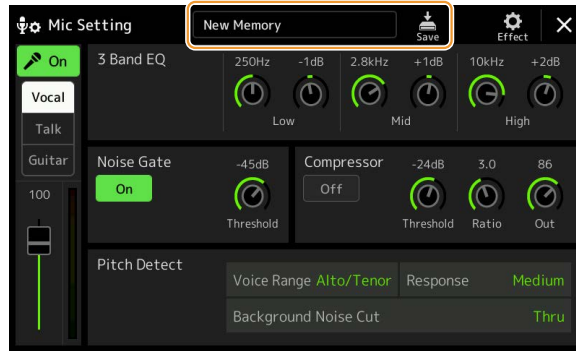 Mic Setting
New Memory
Save
Effect
On
Vocal
Talk
Guitar
100
3 Band EQ
250Hz -1dB 2.8kHz +1dB 10kHz +2dB
Low Mid High
Noise Gate
On
-45dB
Threshold
Compressor
Off
-24dB 3.0 86
Threshold Ratio Out
Pitch Detect
Voice Range Alto/Tenor Response Medium
Background Noise Cut Thru